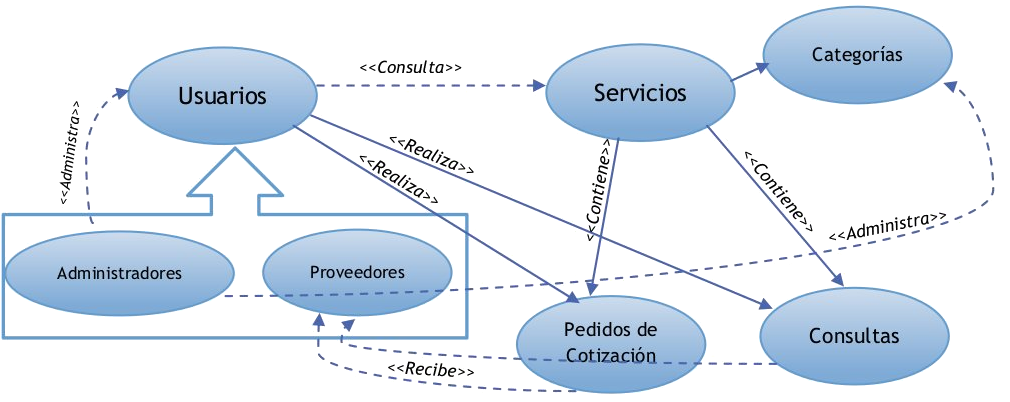 Categorías
<<Consulta>>
Usuarios
Servicios
<<Administra>>
<<Realiza>>
<<Realiza>>
<<Contiene>>
<<Contiene>>
<<Administra>>
Administradores
Proveedores
Pedidos de
Cotización
Consultas
<<Recibe>>